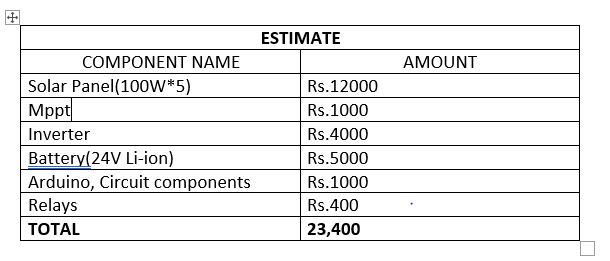 ESTIMATE
COMPONENT NAME AMOUNT
Solar Panel(100W*5) Rs.12000
Mppt Rs.1000
Inverter Rs.4000
Battery(24V Li-ion) Rs.5000
Arduino, Circuit components Rs.1000
Relays Rs.400
TOTAL 23,400